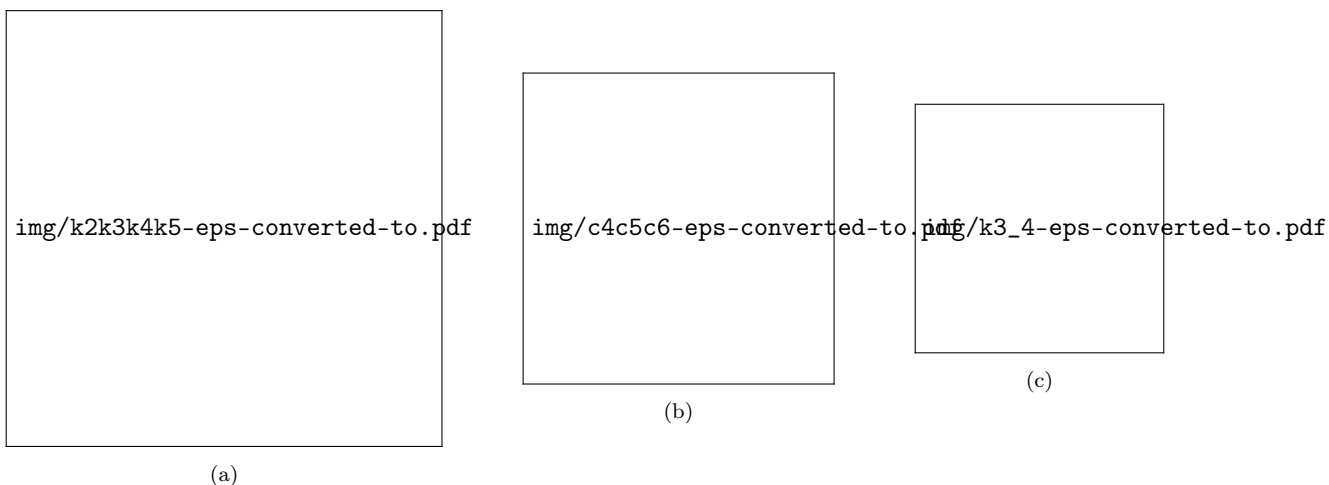 img/k2k3k4k5-eps-converted-to.pdf
img/c4c5c6-eps-converted-to.pdf
img/k3_4-eps-converted-to.pdf
(c)
(b)
(a)